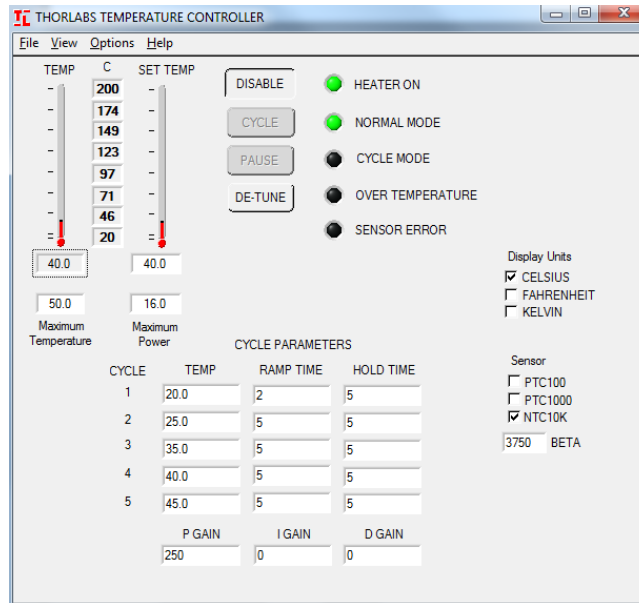 THORLABS TEMPERATURE CONTROLLER
File View Options Help
TEMP C SET TEMP
200
174
149
123
97
71
46
20
40.0 40.0
50.0 16.0
Maximum Temperature
Maximum Power
DISABLE
CYCLE
PAUSE
DE-TUNE
HEATER ON
NORMAL MODE
CYCLE MODE
OVER TEMPERATURE
SENSOR ERROR
Display Units
CELSIUS
FAHRENHEIT
KELVIN
CYCLE PARAMETERS
CYCLE TEMP RAMP TIME HOLD TIME
1 20.0 2 5
2 25.0 5 5
3 35.0 5 5
4 40.0 5 5
5 45.0 5 5
P GAIN I GAIN D GAIN
250 0 0
Sensor
PTC100
PTC1000
NTC10K
3750 BETA